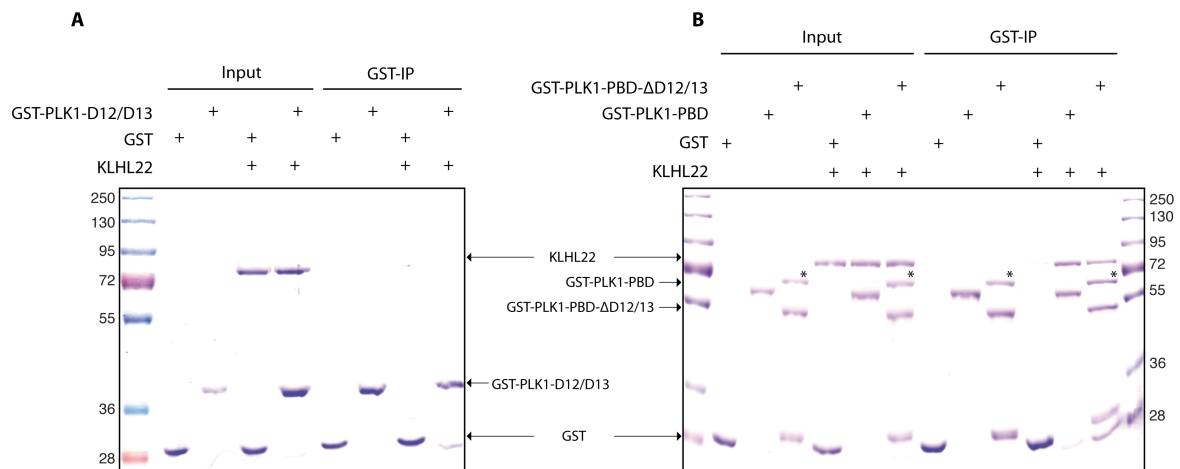 A
Input
GST-IP
GST-PLK1-D12/D13 + + + +
GST + + + +
KLHL22 + + + +
250
130
95
72
55
36
28
KLHL22
GST-PLK1-PBD
GST-PLK1-PBD-ΔD12/13
GST-PLK1-D12/D13
GST
B
Input
GST-IP
GST-PLK1-PBD-ΔD12/13 + + + +
GST-PLK1-PBD + + + +
GST + + + +
KLHL22 + + + + + +
* * * *
250
130
95
72
55
36
28